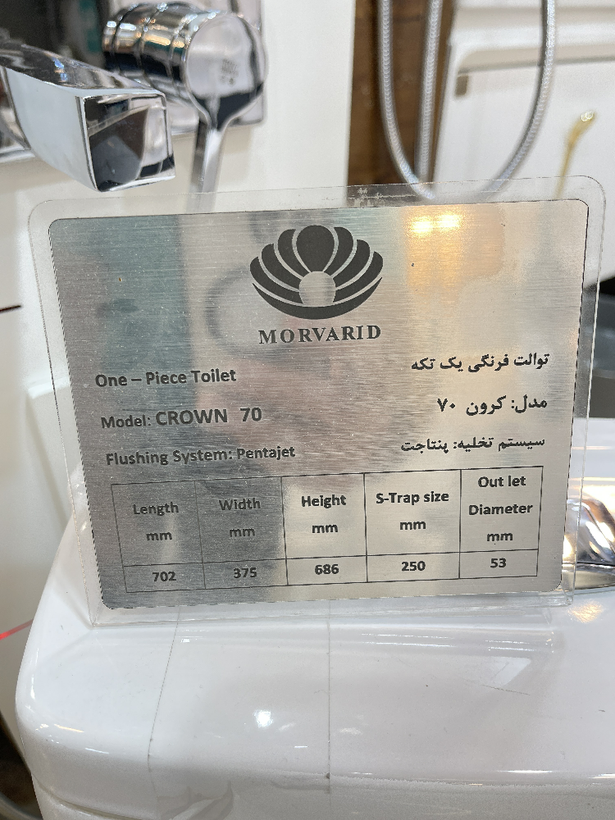 MORVARID
One – Piece Toilet
توالت فرنگی یک تکه
Model: CROWN 70
مدل: کرون ۷۰
Flushing System: Pentajet
سیستم تخلیه: پنتاجت
Length mm | Width mm | Height mm | S-Trap size mm | Out let Diameter mm
702 | 375 | 686 | 250 | 53